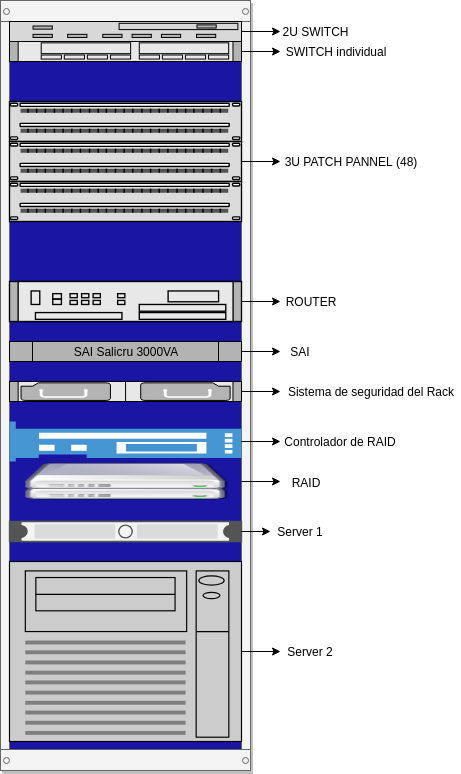 2U SWITCH
SWITCH individual
3U PATCH PANNEL (48)
ROUTER
SAI Salicru 3000VA
SAI
Sistema de seguridad del Rack
Controlador de RAID
RAID
Server 1
Server 2